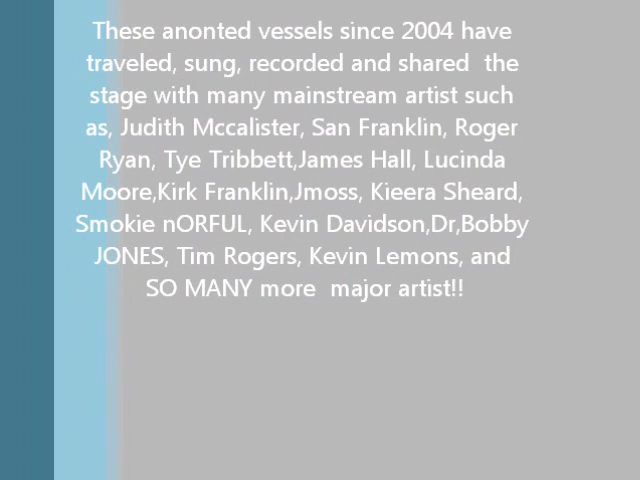 These anonted vessels since 2004 have
traveled, sung, recorded and shared  the
stage with many mainstream artist such
as, Judith Mccalister, San Franklin, Roger
Ryan, Tye Tribbett,James Hall, Lucinda
Moore,Kirk Franklin,Jmoss, Kieera Sheard,
Smokie nORFUL, Kevin Davidson,Dr,Bobby
JONES, Tim Rogers, Kevin Lemons, and
SO MANY more  major artist!!